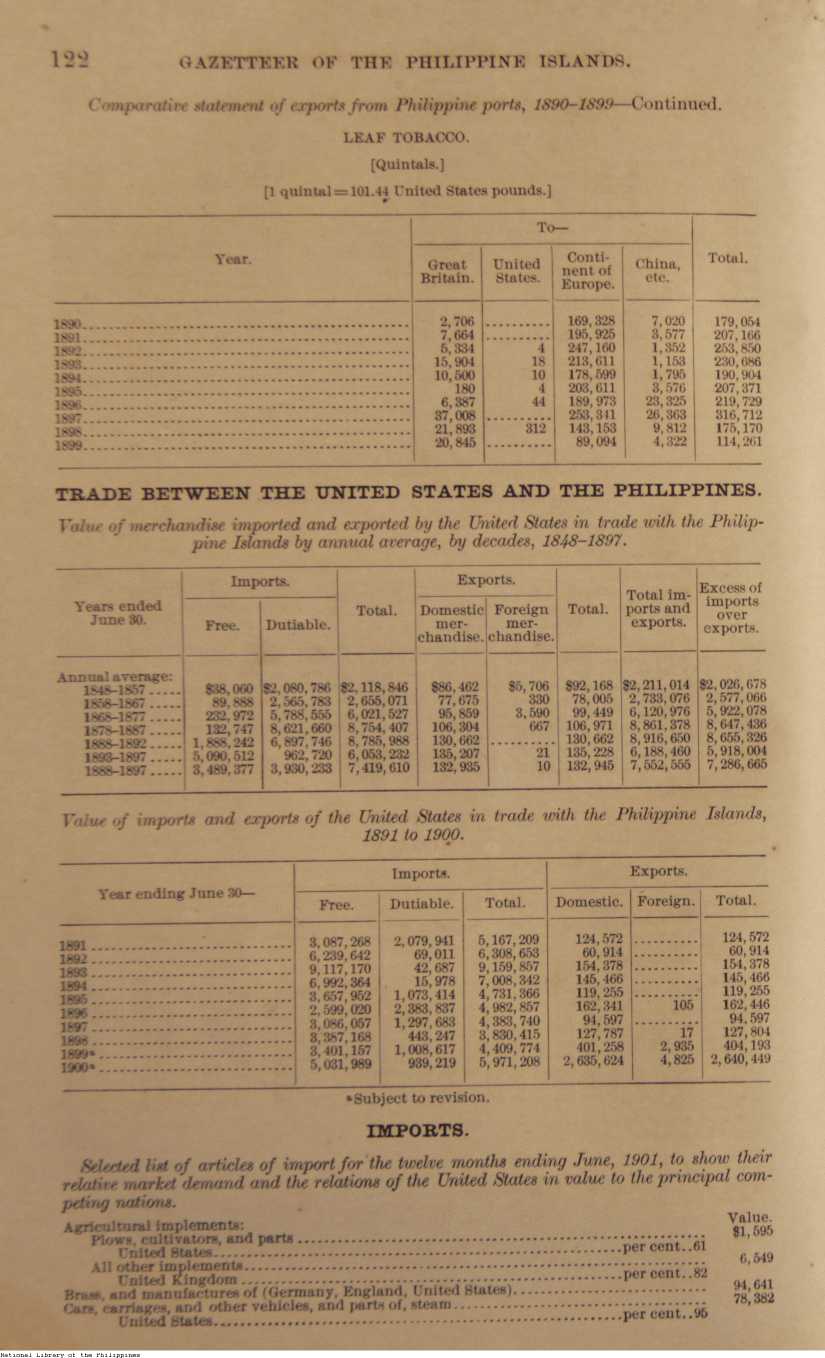 122 GAZETTEER OF THE PHILIPPINE ISLANDS.
Comparative statement of exports from Philippine ports, 1890–1899—Continued.
LEAF TOBACCO.
[Quintals.]
[1 quintal=101.44 United States pounds.]
Year. To— Total.
Great Britain. United States. Continent of Europe. China, etc.
1890 2,706 .......... 169,328 7,020 179,054
1891 7,664 .......... 195,925 3,577 207,166
1892 5,334 4 247,160 1,352 253,850
1893 15,904 18 213,611 1,153 230,686
1894 10,500 10 178,599 1,795 190,904
1895 180 4 203,611 3,576 207,371
1896 6,387 44 189,973 23,325 219,729
1897 37,008 .......... 253,341 26,363 316,712
1898 21,893 312 143,153 9,812 175,170
1899 20,845 .......... 89,094 4,322 114,261
TRADE BETWEEN THE UNITED STATES AND THE PHILIPPINES.
Value of merchandise imported and exported by the United States in trade with the Philip-
pine Islands by annual average, by decades, 1848–1897.
Years ended June 30. Imports. Total. Exports. Total. Total imports and exports. Excess of imports over exports.
Free. Dutiable. Domestic merchandise. Foreign merchandise.
Annual average:
1848–1857 $38,060 $2,080,786 $2,118,846 $86,462 $5,706 $92,168 $2,211,014 $2,026,678
1858–1867 89,888 2,565,783 2,655,071 77,675 330 78,005 2,733,076 2,577,066
1868–1877 232,972 5,788,555 6,021,527 95,859 3,590 99,449 6,120,976 5,922,078
1878–1887 132,747 8,621,660 8,754,407 106,304 667 106,971 8,861,378 8,647,436
1888–1892 1,888,242 6,897,746 8,785,988 130,662 .......... 130,662 8,916,650 8,655,326
1893–1897 5,090,512 962,720 6,053,232 135,207 21 135,228 6,188,460 5,918,004
1888–1897 3,489,377 3,930,233 7,419,610 132,935 10 132,945 7,552,555 7,286,665
Value of imports and exports of the United States in trade with the Philippine Islands,
1891 to 1900.
Year ending June 30— Imports. Exports.
Free. Dutiable. Total. Domestic. Foreign. Total.
1891 3,087,268 2,079,941 5,167,209 124,572 .......... 124,572
1892 6,239,642 69,011 6,308,653 60,914 .......... 60,914
1893 9,117,170 42,687 9,159,857 154,378 .......... 154,378
1894 6,992,364 15,978 7,008,342 145,466 .......... 145,466
1895 3,657,952 1,073,414 4,731,366 119,255 .......... 119,255
1896 2,599,020 2,383,837 4,982,857 162,341 105 162,446
1897 3,086,057 1,297,683 4,383,740 94,597 .......... 94,597
1898 3,387,168 443,247 3,830,415 127,787 17 127,804
1899* 3,401,157 1,008,617 4,409,774 401,258 2,935 404,193
1900* 5,031,989 939,219 5,971,208 2,635,624 4,825 2,640,449
*Subject to revision.
IMPORTS.
Selected list of articles of import for the twelve months ending June, 1901, to show their
relative market demand and the relations of the United States in value to the principal com-
peting nations.
Value.
Agricultural implements:
Plows, cultivators, and parts $1,595
United States per cent..61
All other implements 6,549
United Kingdom per cent..82
Brass, and manufactures of (Germany, England, United States) 94,641
Cars, carriages, and other vehicles, and parts of, steam 78,382
United States per cent..95
National Library of the Philippines